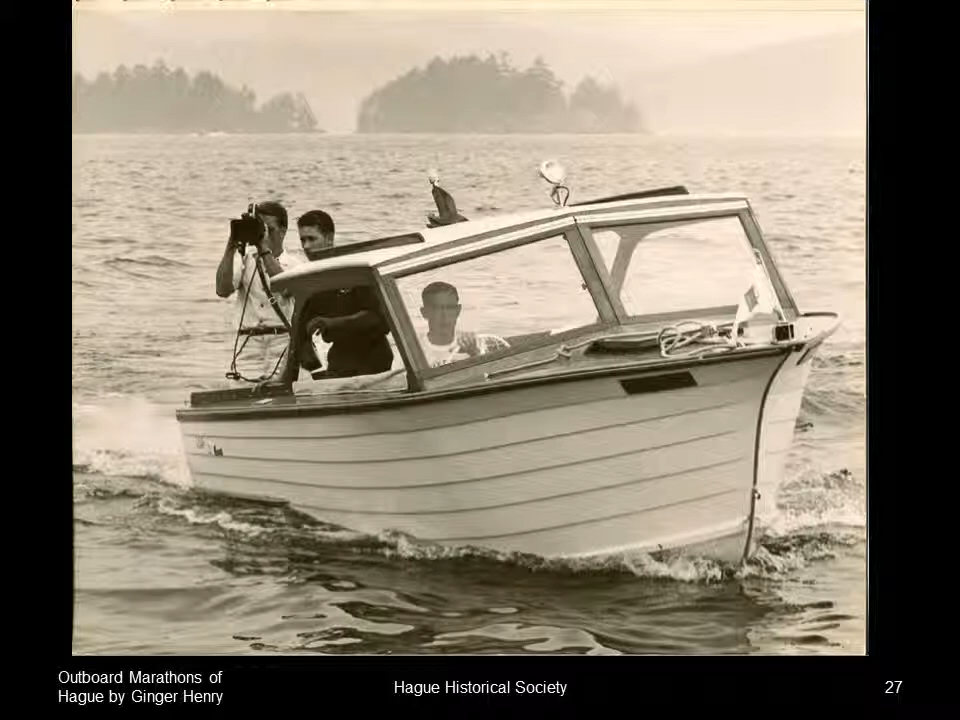 Outboard Marathons of
Hague by Ginger Henry
Hague Historical Society
27